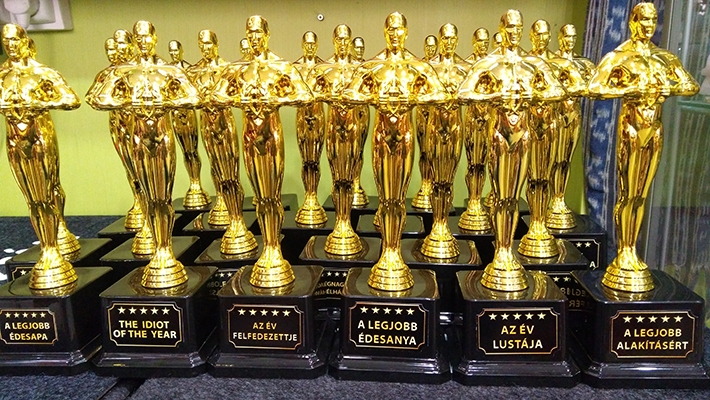 A LEGJOBB
ÉDESAPA
THE IDIOT
OF THE YEAR
AZ ÉV
FELFEDEZETTJE
A LEGJOBB
ÉDESANYA
AZ ÉV
LUSTÁJA
A LEGJOBB
ALAKÍTÁSÉRT